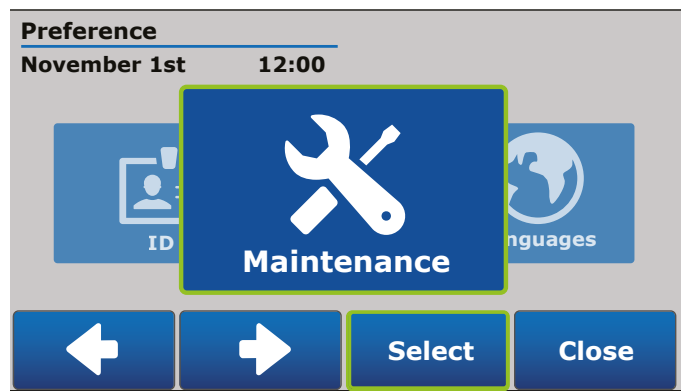 Preference
November 1st 12:00
ID
nguages
Maintenance
Select Close